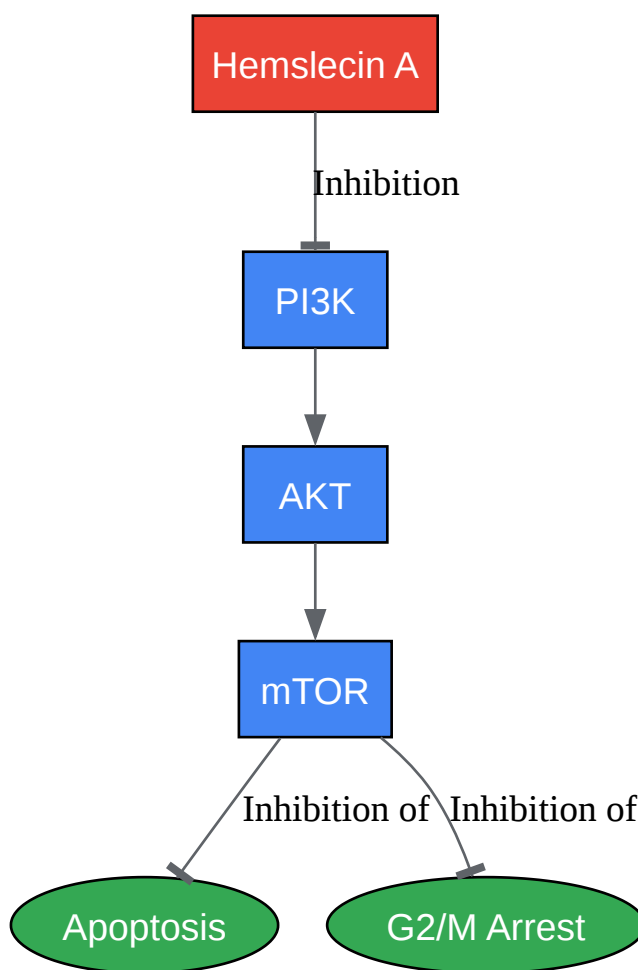 Hemslecin A
Inhibition
PI3K
AKT
mTOR
Inhibition of
Inhibition of
Apoptosis
G2/M Arrest